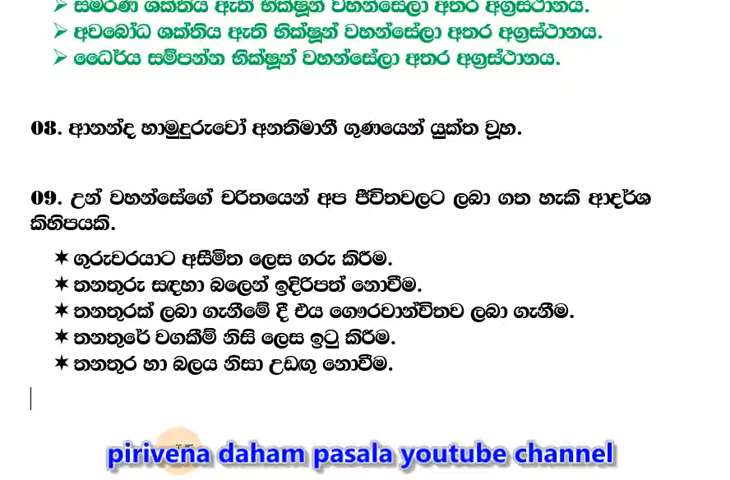 ➢ සමරණ ශක්තිය ඇති භික්ෂූන් වහන්සේලා අතර අග්‍රස්ථානය.
➢ අවබෝධ ශක්තිය ඇති භික්ෂූන් වහන්සේලා අතර අග්‍රස්ථානය.
➢ ධෛර්ය සම්පන්න භික්ෂූන් වහන්සේලා අතර අග්‍රස්ථානය.
08. ආනන්ද හාමුදුරුවෝ අනතිමානී ගුණයෙන් යුක්ත වූහ.
09. උන් වහන්සේගේ චරිතයෙන් අප ජීවිතවලට ලබා ගත හැකි ආදර්ශ
කිහිපයකි.
✶ ගුරුවරයාට අසීමිත ලෙස ගරු කිරීම.
✶ තනතුරු සඳහා බලෙන් ඉදිරිපත් නොවීම.
✶ තනතුරක් ලබා ගැනීමේ දී එය ගෞරවාන්විතව ලබා ගැනීම.
✶ තනතුරේ වගකීම් නිසි ලෙස ඉටු කිරීම.
✶ තනතුර හා බලය නිසා උඩඟු නොවීම.
pirivena daham pasala youtube channel